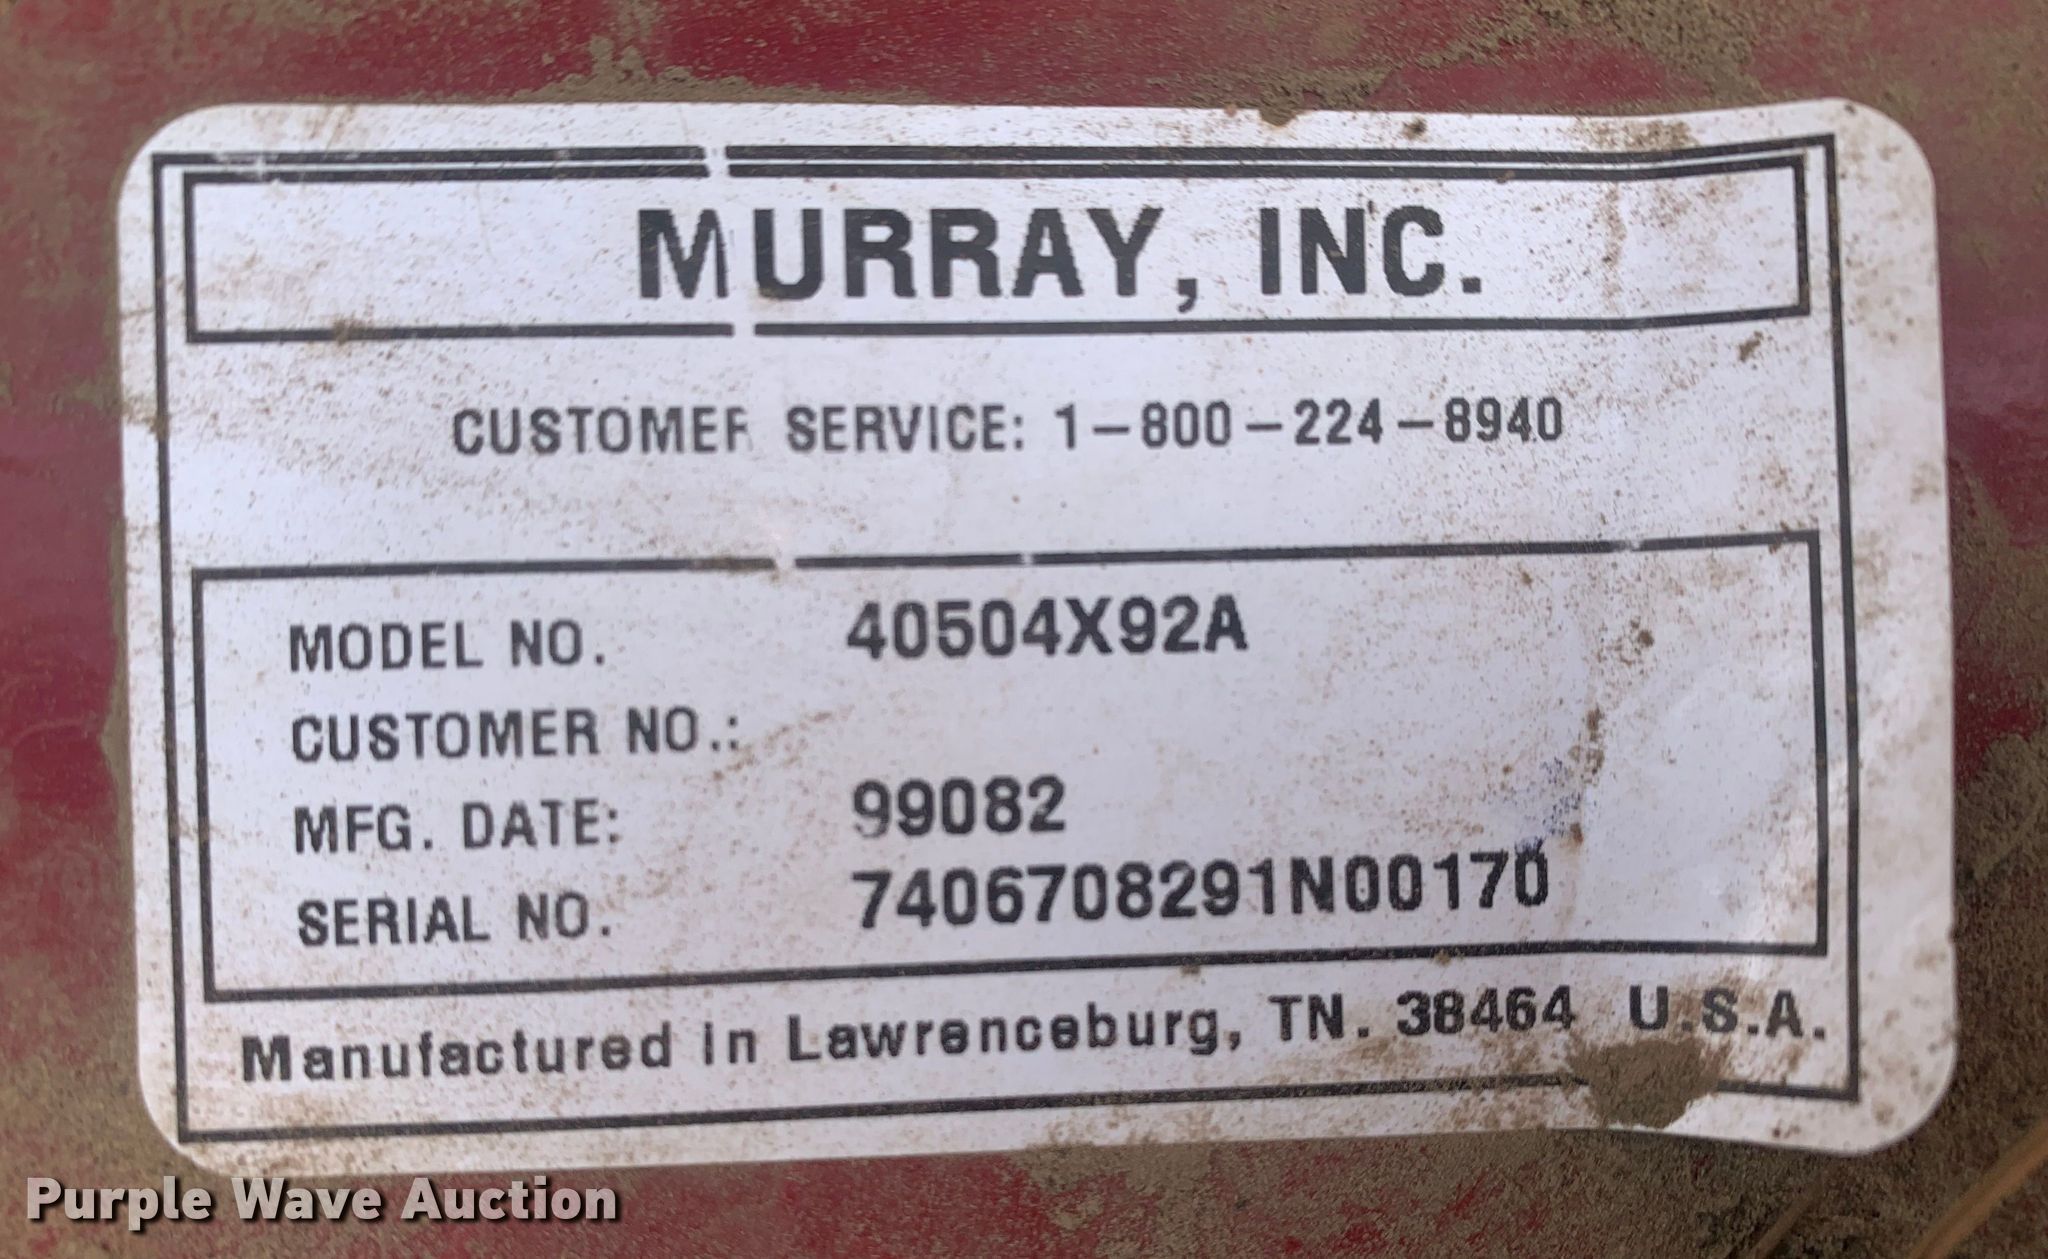 MURRAY, INC.
CUSTOMER SERVICE: 1-800-224-8940
MODEL NO. 40504X92A
CUSTOMER NO.:
MFG. DATE: 99082
SERIAL NO. 7406708291N00170
Manufactured in Lawrenceburg, TN. 38464 U.S.A.
Purple Wave Auction